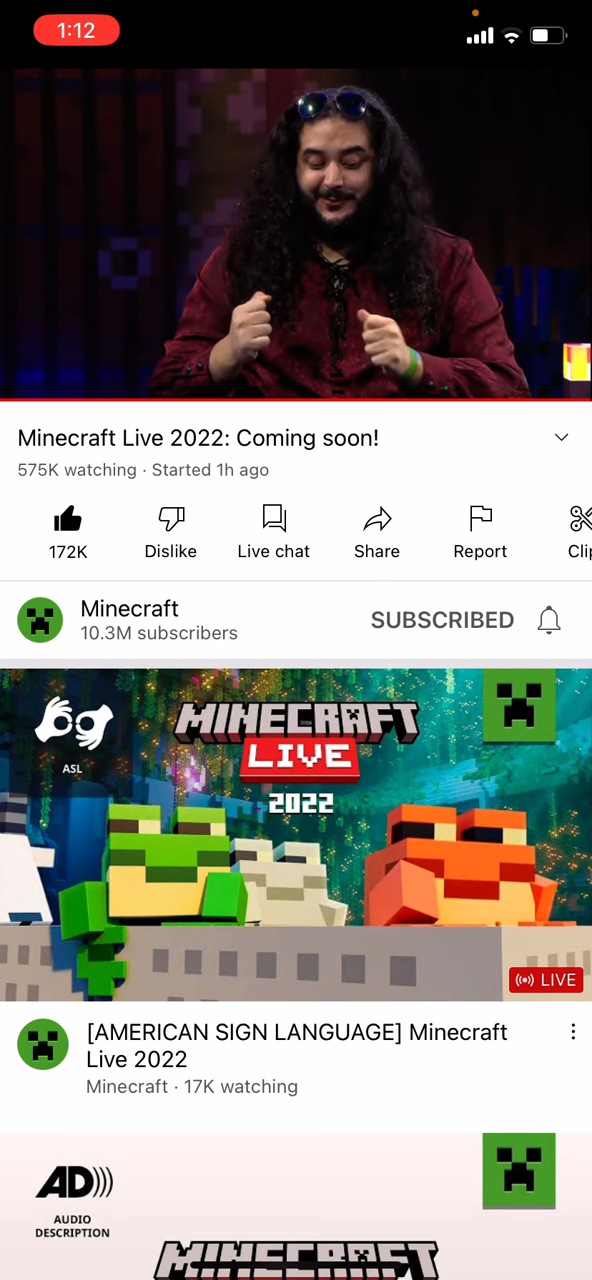 1:12
Minecraft Live 2022: Coming soon!
575K watching · Started 1h ago
172K
Dislike
Live chat
Share
Report
Clip
Minecraft
10.3M subscribers
SUBSCRIBED
ASL
MINECRAFT
LIVE
2022
LIVE
[AMERICAN SIGN LANGUAGE] Minecraft
Live 2022
Minecraft · 17K watching
AD
AUDIO
DESCRIPTION
MINECRAFT